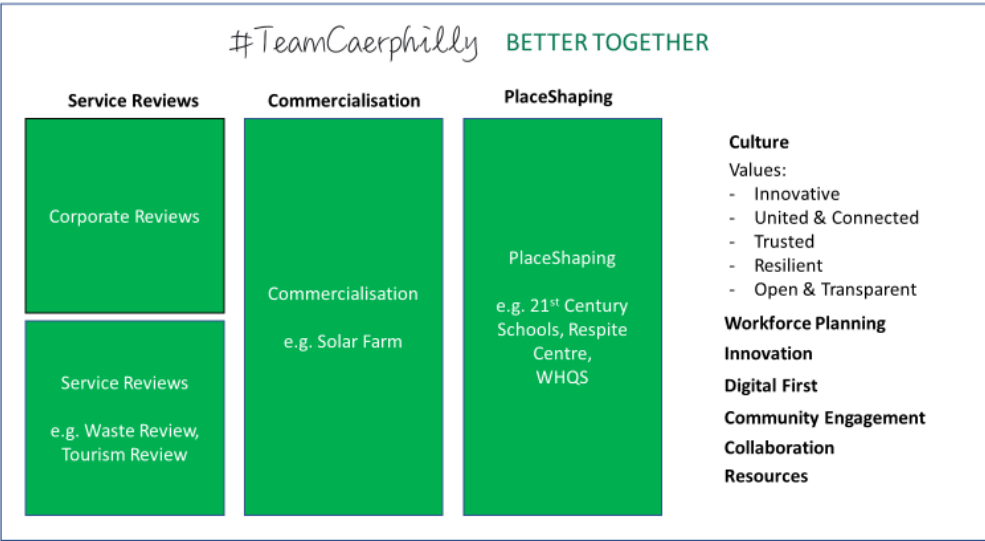 #TeamCaerphilly BETTER TOGETHER
Service Reviews
Commercialisation
PlaceShaping
Corporate Reviews
Service Reviews
e.g. Waste Review,
Tourism Review
Commercialisation
e.g. Solar Farm
PlaceShaping
e.g. 21st Century
Schools, Respite
Centre,
WHQS
Culture
Values:
- Innovative
- United & Connected
- Trusted
- Resilient
- Open & Transparent
Workforce Planning
Innovation
Digital First
Community Engagement
Collaboration
Resources